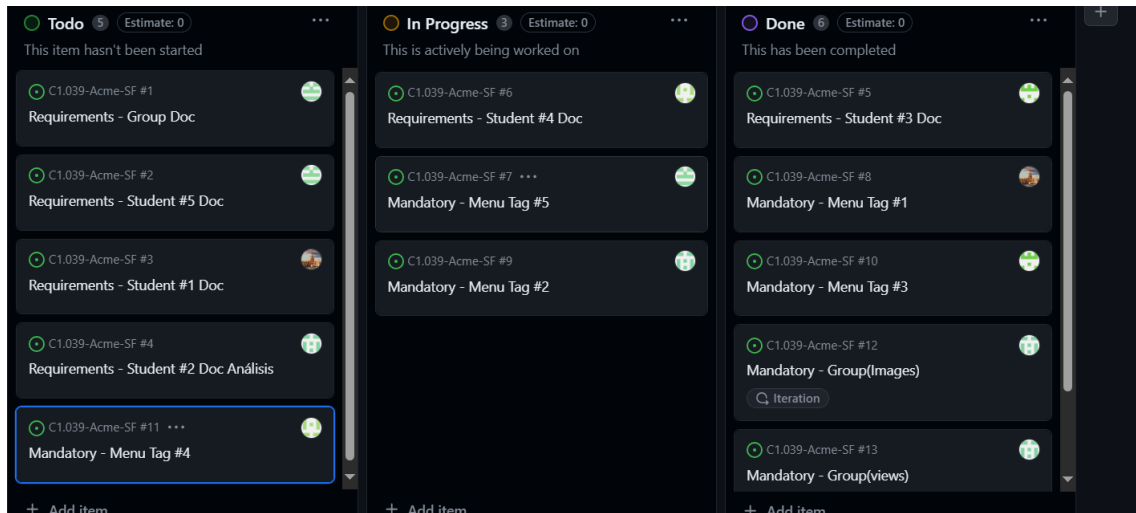 Todo 5 Estimate: 0
This item hasn't been started
C1.039-Acme-SF #1
Requirements - Group Doc
C1.039-Acme-SF #2
Requirements - Student #5 Doc
C1.039-Acme-SF #3
Requirements - Student #1 Doc
C1.039-Acme-SF #4
Requirements - Student #2 Doc Análisis
C1.039-Acme-SF #11
Mandatory - Menu Tag #4
+ Add item
In Progress 3 Estimate: 0
This is actively being worked on
C1.039-Acme-SF #6
Requirements - Student #4 Doc
C1.039-Acme-SF #7
Mandatory - Menu Tag #5
C1.039-Acme-SF #9
Mandatory - Menu Tag #2
+ Add item
Done 6 Estimate: 0
This has been completed
C1.039-Acme-SF #5
Requirements - Student #3 Doc
C1.039-Acme-SF #8
Mandatory - Menu Tag #1
C1.039-Acme-SF #10
Mandatory - Menu Tag #3
C1.039-Acme-SF #12
Mandatory - Group(Images)
Iteration
C1.039-Acme-SF #13
Mandatory - Group(views)
+ Add item